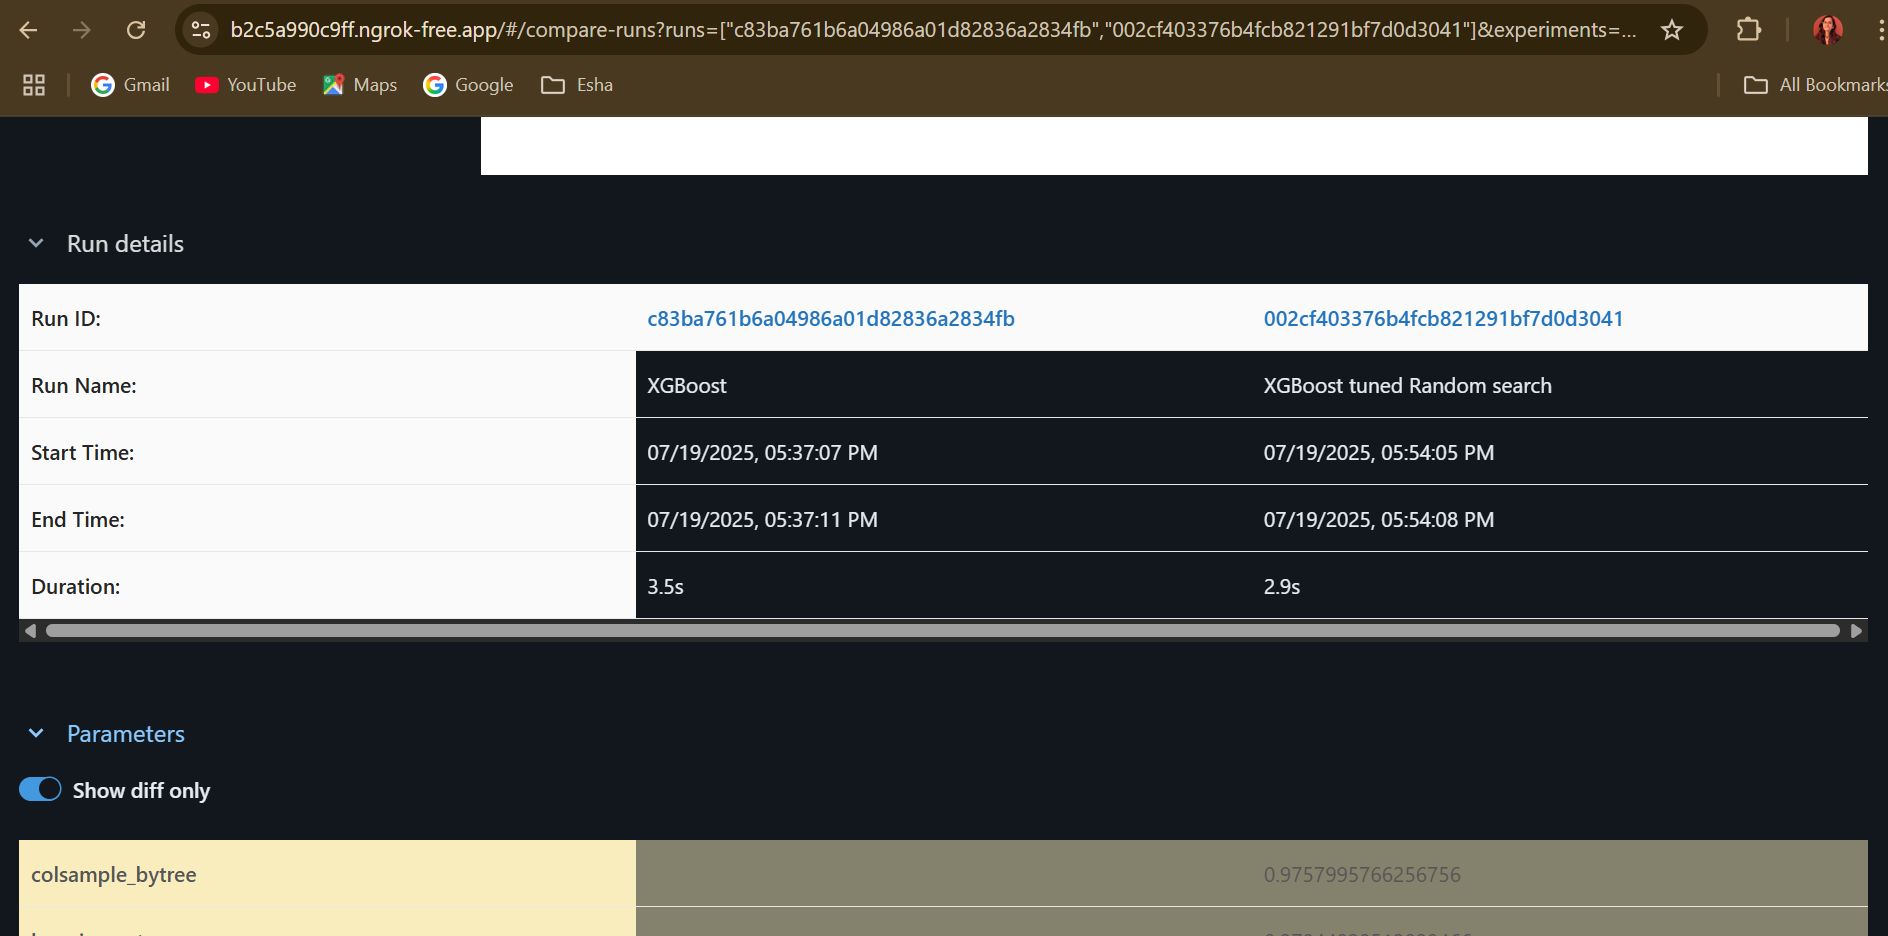 b2c5a990c9ff.ngrok-free.app/#/compare-runs?runs=["c83ba761b6a04986a01d82836a2834fb","002cf403376b4fcb821291bf7d0d3041"]&experiments=...
Gmail YouTube Maps Google Esha All Bookmarks
Run details
Run ID: c83ba761b6a04986a01d82836a2834fb 002cf403376b4fcb821291bf7d0d3041
Run Name: XGBoost XGBoost tuned Random search
Start Time: 07/19/2025, 05:37:07 PM 07/19/2025, 05:54:05 PM
End Time: 07/19/2025, 05:37:11 PM 07/19/2025, 05:54:08 PM
Duration: 3.5s 2.9s
Parameters
Show diff only
colsample_bytree 0.9757995766256756